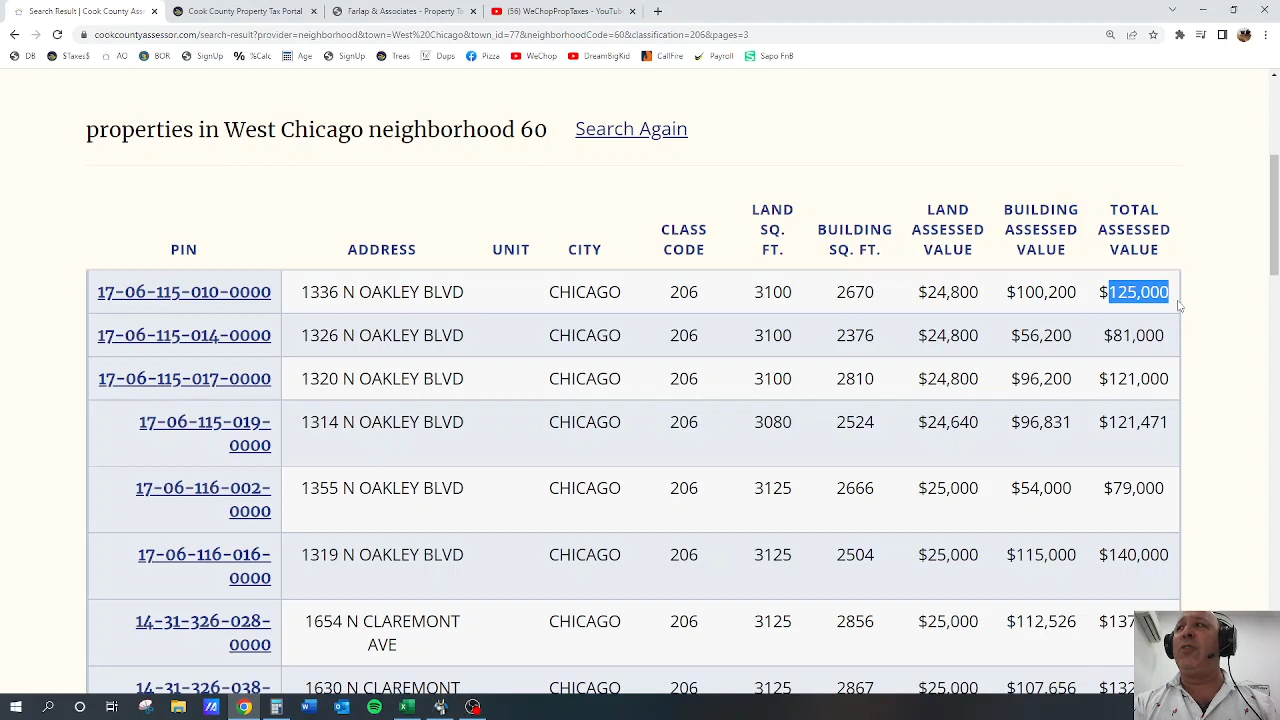 Search Result | Cook County Asses
Cook County Property Tax Portal
Farlap & Associates - Property Te
(56) WeChopPropTaxes - YouTube
cookcountyassessor.com/search-result?provider=neighborhood&town=West%20Chicago&town_id=77&neighborhoodCode=60&classification=206&pages=3
DB $Taxes$ AO BOR SignUp %Calc Age SignUp Treas Dups Pizza WeChop DreamBigKid CallFire Payroll Sapo FnB
properties in West Chicago neighborhood 60 Search Again
LAND BUILDING LAND BUILDING TOTAL
CLASS SQ. ASSESSED ASSESSED ASSESSED
PIN ADDRESS UNIT CITY CODE FT. SQ. FT. VALUE VALUE VALUE
17-06-115-010-0000 1336 N OAKLEY BLVD CHICAGO 206 3100 2670 $24,800 $100,200 $125,000
17-06-115-014-0000 1326 N OAKLEY BLVD CHICAGO 206 3100 2376 $24,800 $56,200 $81,000
17-06-115-017-0000 1320 N OAKLEY BLVD CHICAGO 206 3100 2810 $24,800 $96,200 $121,000
17-06-115-019- 1314 N OAKLEY BLVD CHICAGO 206 3080 2524 $24,640 $96,831 $121,471
0000
17-06-116-002- 1355 N OAKLEY BLVD CHICAGO 206 3125 2666 $25,000 $54,000 $79,000
0000
17-06-116-016- 1319 N OAKLEY BLVD CHICAGO 206 3125 2504 $25,000 $115,000 $140,000
0000
14-31-326-028- 1654 N CLAREMONT CHICAGO 206 3125 2856 $25,000 $112,526
0000 AVE
14-31-326-038- 1630 N CLAREMONT CHICAGO 206 3125 2867 $25,000 $107,656